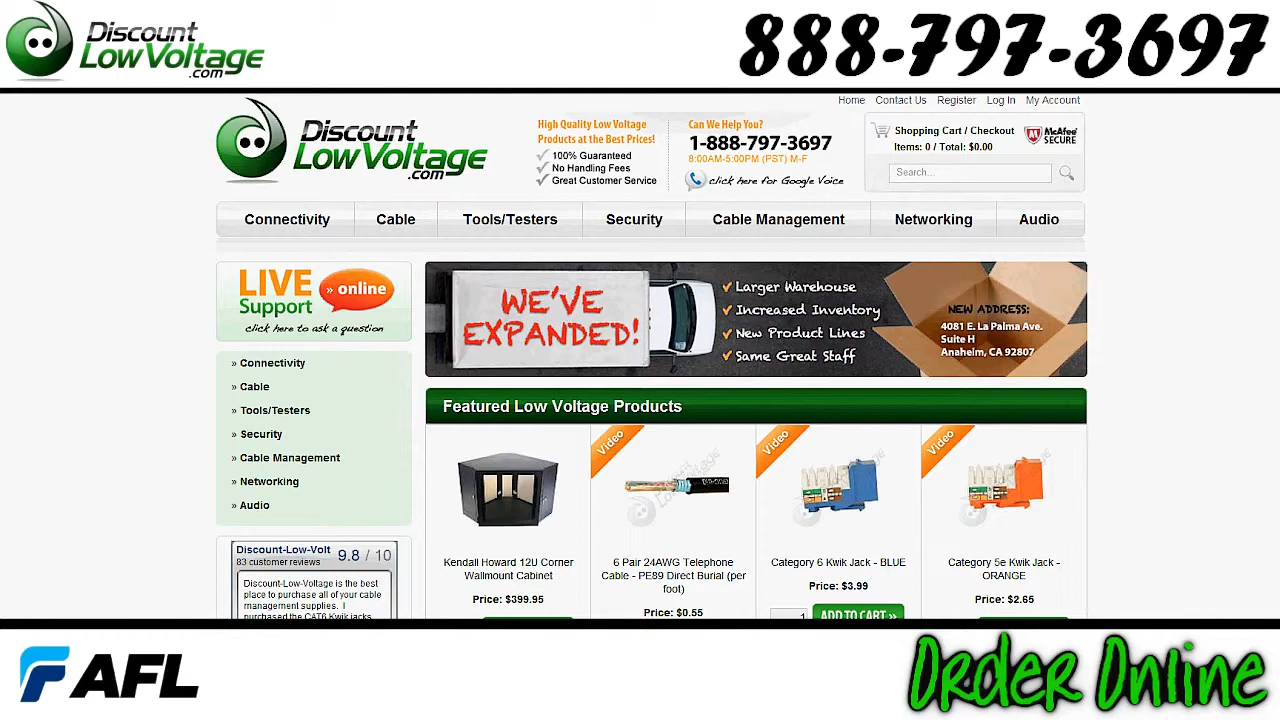 Discount
LowVoltage
.com
888-797-3697
Home Contact Us Register Log In My Account
Discount
LowVoltage
.com
High Quality Low Voltage
Products at the Best Prices!
100% Guaranteed
No Handling Fees
Great Customer Service
Can We Help You?
1-888-797-3697
8:00AM-5:00PM (PST) M-F
click here for Google Voice
Shopping Cart / Checkout
Items: 0 / Total: $0.00
McAfee
SECURE
Search...
Connectivity Cable Tools/Testers Security Cable Management Networking Audio
LIVE
Support
» online
click here to ask a question
WE'VE
EXPANDED!
Larger Warehouse
Increased Inventory
New Product Lines
Same Great Staff
NEW ADDRESS:
4081 E. La Palma Ave.
Suite H
Anaheim, CA 92807
» Connectivity
» Cable
» Tools/Testers
» Security
» Cable Management
» Networking
» Audio
Discount-Low-Volt 9.8 / 10
83 customer reviews
Discount-Low-Voltage is the best
place to purchase all of your cable
management supplies. I
purchased the CAT6 Kwik jacks
Featured Low Voltage Products
Video
Video
Video
Kendall Howard 12U Corner
Wallmount Cabinet
Price: $399.95
6 Pair 24AWG Telephone
Cable - PE89 Direct Burial (per
foot)
Price: $0.55
Category 6 Kwik Jack - BLUE
Price: $3.99
1
ADD TO CART »
Category 5e Kwik Jack -
ORANGE
Price: $2.65
AFL
Order Online